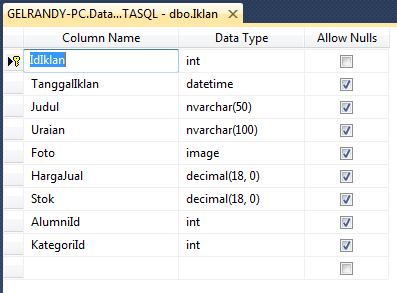 GELRANDY-PC.Data...TASQL - dbo.Iklan
Column Name Data Type Allow Nulls
IdIklan int
TanggalIklan datetime
Judul nvarchar(50)
Uraian nvarchar(100)
Foto image
HargaJual decimal(18, 0)
Stok decimal(18, 0)
AlumniId int
KategoriId int